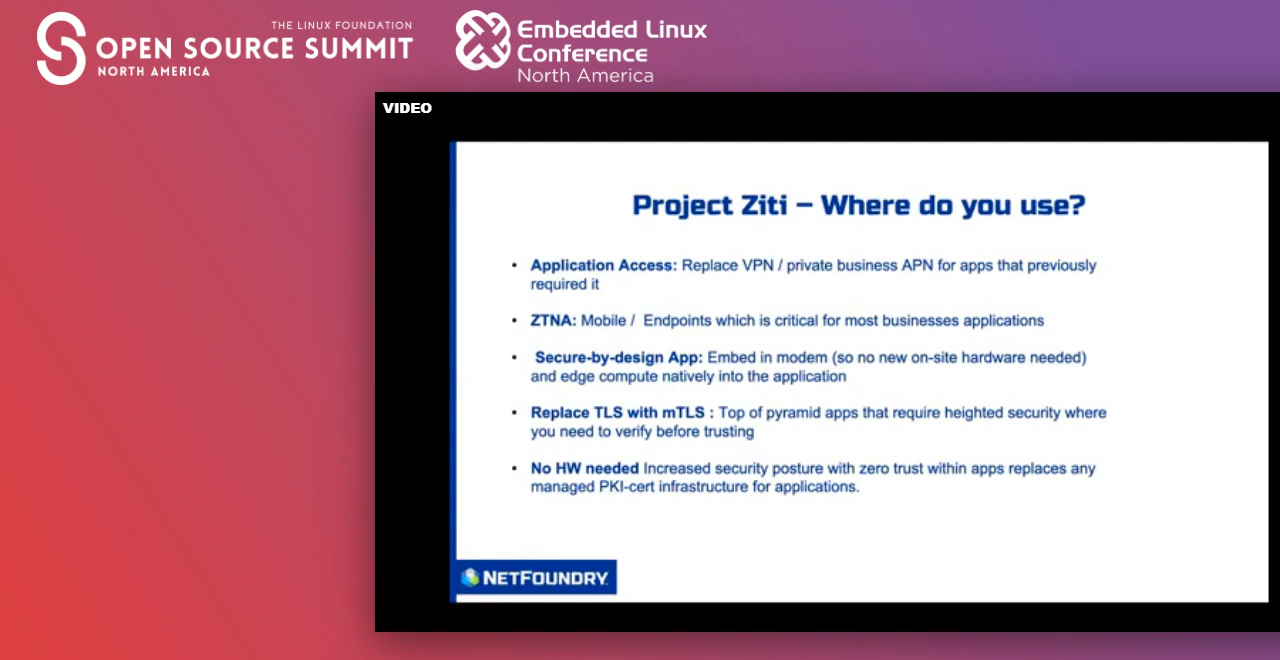 THE LINUX FOUNDATION
OPEN SOURCE SUMMIT
NORTH AMERICA
Embedded Linux
Conference
North America
VIDEO
Project Ziti – Where do you use?
• Application Access: Replace VPN / private business APN for apps that previously
required it
• ZTNA: Mobile / Endpoints which is critical for most businesses applications
• Secure-by-design App: Embed in modem (so no new on-site hardware needed)
and edge compute natively into the application
• Replace TLS with mTLS : Top of pyramid apps that require heighted security where
you need to verify before trusting
• No HW needed Increased security posture with zero trust within apps replaces any
managed PKI-cert infrastructure for applications.
NETFOUNDRY